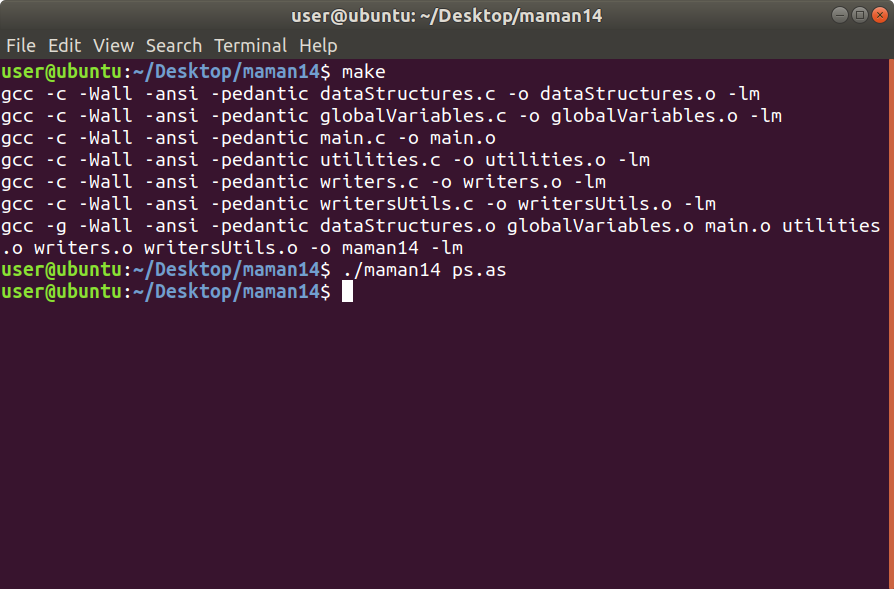 user@ubuntu: ~/Desktop/maman14
File Edit View Search Terminal Help
user@ubuntu:~/Desktop/maman14$ make
gcc -c -Wall -ansi -pedantic dataStructures.c -o dataStructures.o -lm
gcc -c -Wall -ansi -pedantic globalVariables.c -o globalVariables.o -lm
gcc -c -Wall -ansi -pedantic main.c -o main.o
gcc -c -Wall -ansi -pedantic utilities.c -o utilities.o -lm
gcc -c -Wall -ansi -pedantic writers.c -o writers.o -lm
gcc -c -Wall -ansi -pedantic writersUtils.c -o writersUtils.o -lm
gcc -g -Wall -ansi -pedantic dataStructures.o globalVariables.o main.o utilities
.o writers.o writersUtils.o -o maman14 -lm
user@ubuntu:~/Desktop/maman14$ ./maman14 ps.as
user@ubuntu:~/Desktop/maman14$